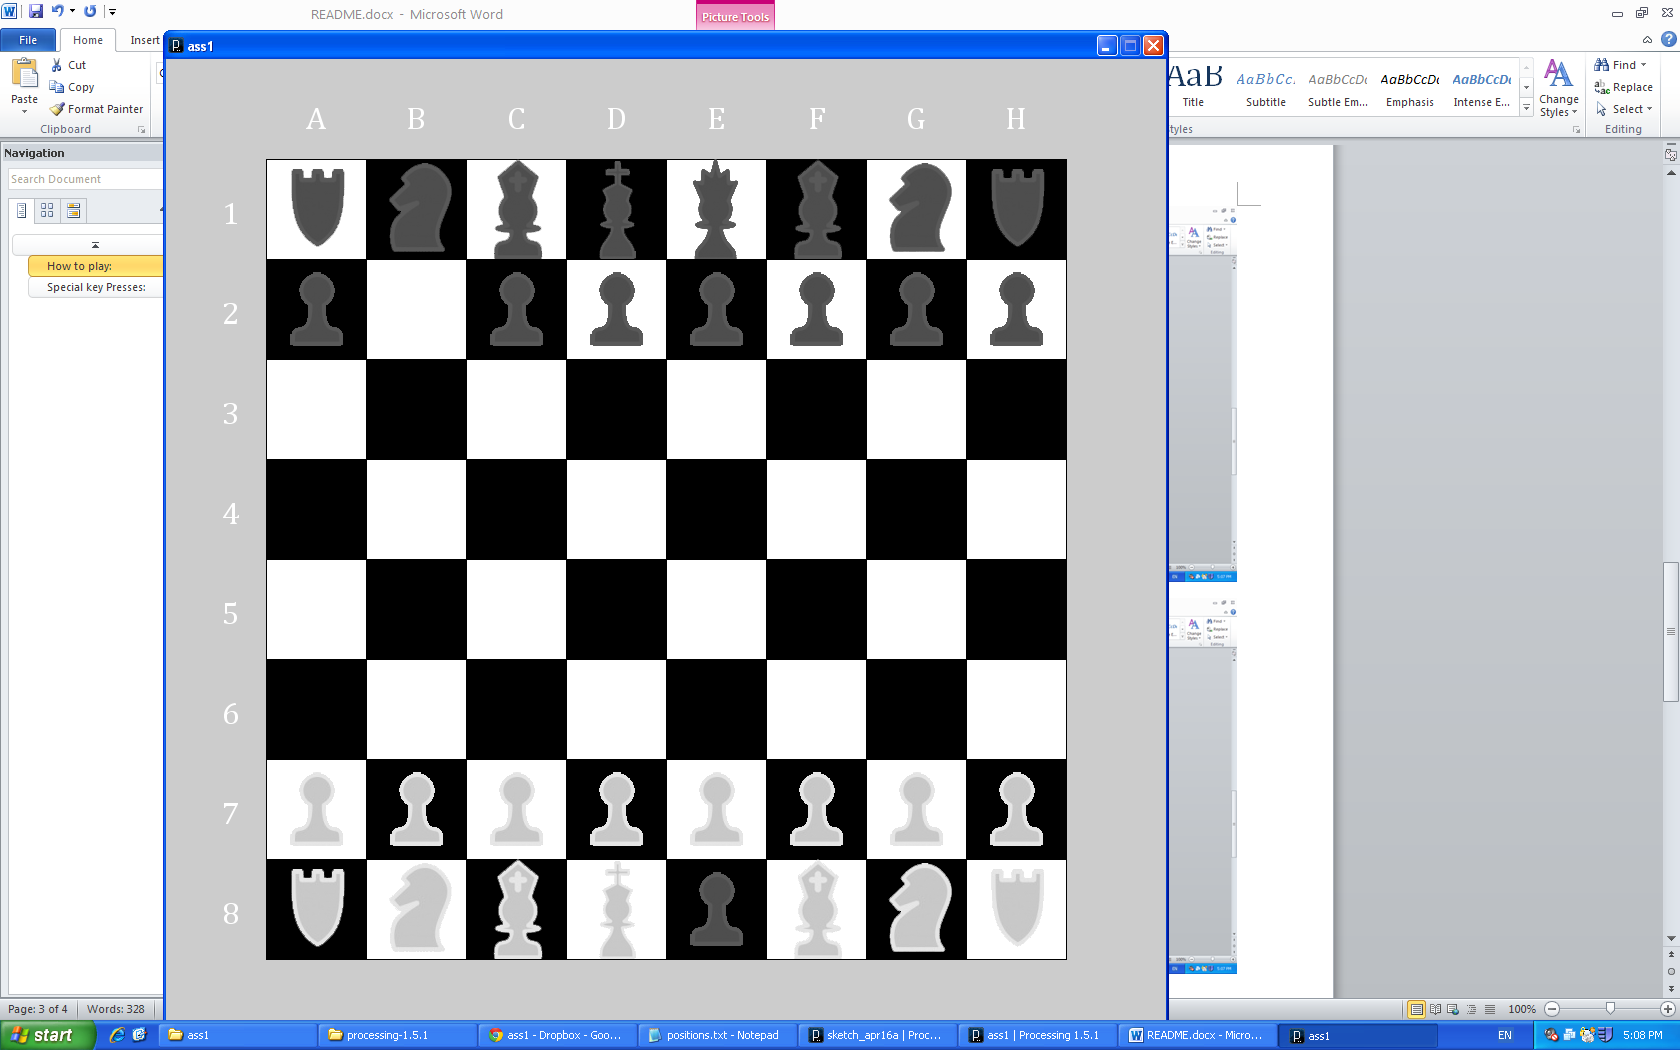 README.docx - Microsoft Word
Picture Tools
File
Home
Insert
ass1
Paste
Cut
Copy
Format Painter
Clipboard
AaB
Title
AaBbCc.
Subtitle
AaBbCcDc
Subtle Em...
AaBbCcDc
Emphasis
AaBbCcDc
Intense E...
Change Styles
Find
Replace
Select
Editing
Navigation
Search Document
How to play:
Special key Presses:
A B C D E F G H
1
2
3
4
5
6
7
8
Page: 3 of 4
Words: 328
100%
start
ass1
processing-1.5.1
ass1 - Dropbox - Goo...
positions.txt - Notepad
sketch_apr16a | Proc...
ass1 | Processing 1.5.1
README.docx - Micro...
ass1
EN
5:08 PM